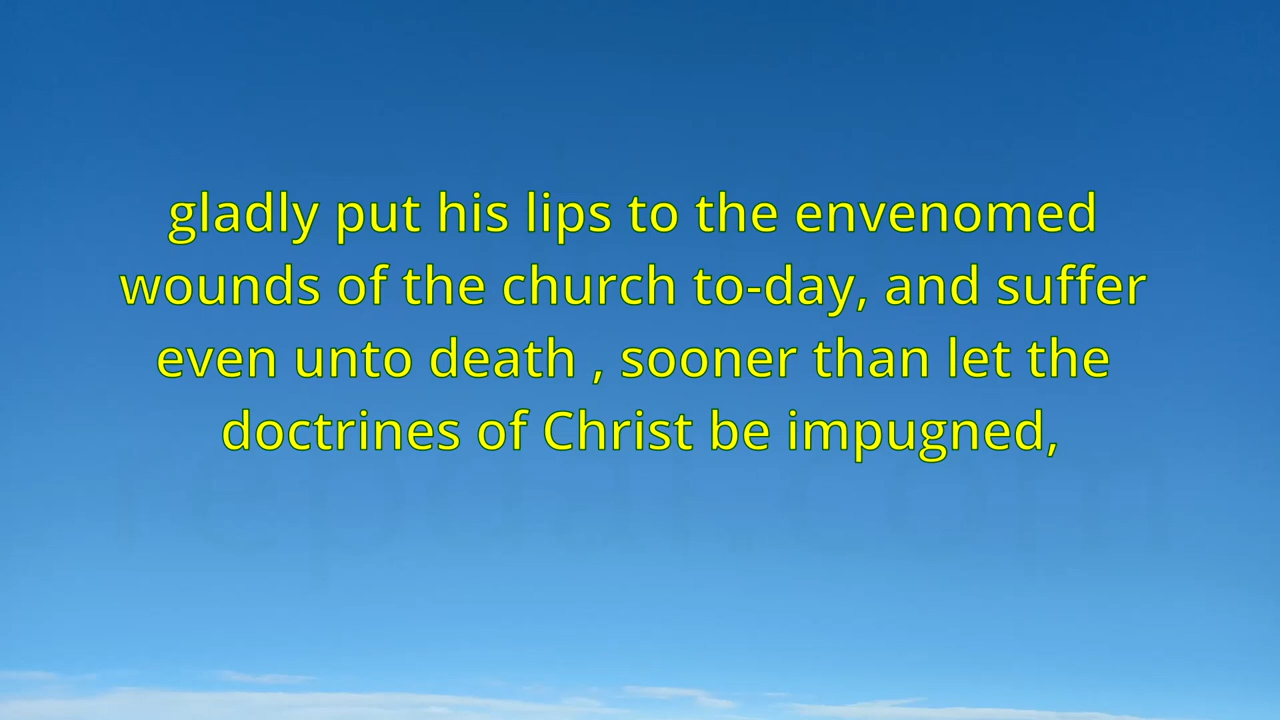 gladly put his lips to the envenomed
wounds of the church to-day, and suffer
even unto death , sooner than let the
doctrines of Christ be impugned,